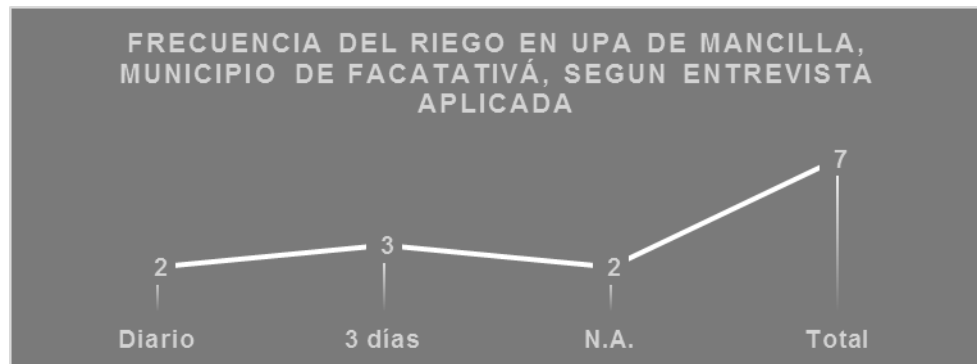 FRECUENCIA DEL RIEGO EN UPA DE MANCILLA,
MUNICIPIO DE FACATATIVÁ, SEGUN ENTREVISTA
APLICADA
7
3
2
2
Diario
3 días
N.A.
Total